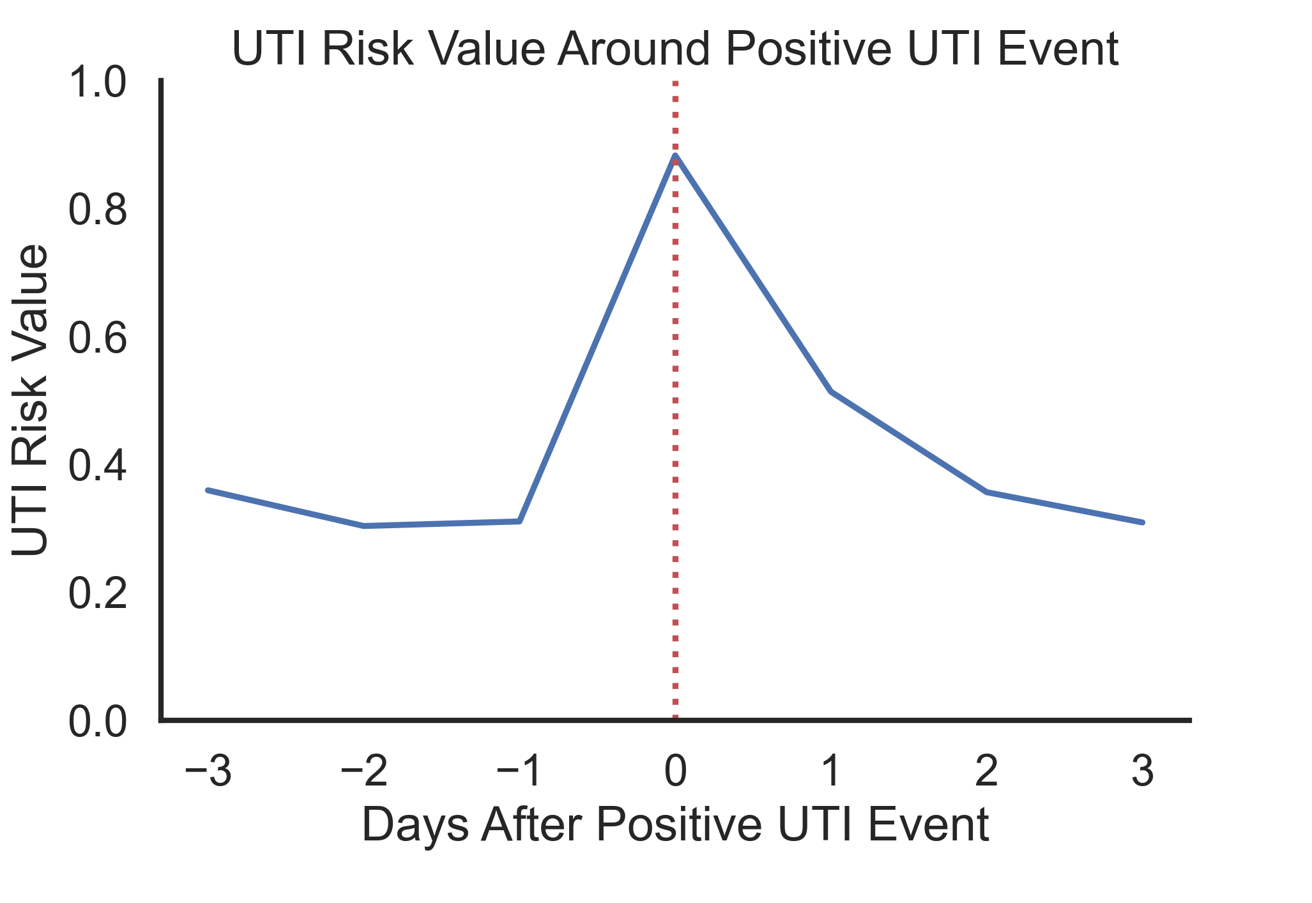 UTI Risk Value Around Positive UTI Event
1.0
0.8
0.6
0.4
0.2
0.0
UTI Risk Value
−3 −2 −1 0 1 2 3
Days After Positive UTI Event